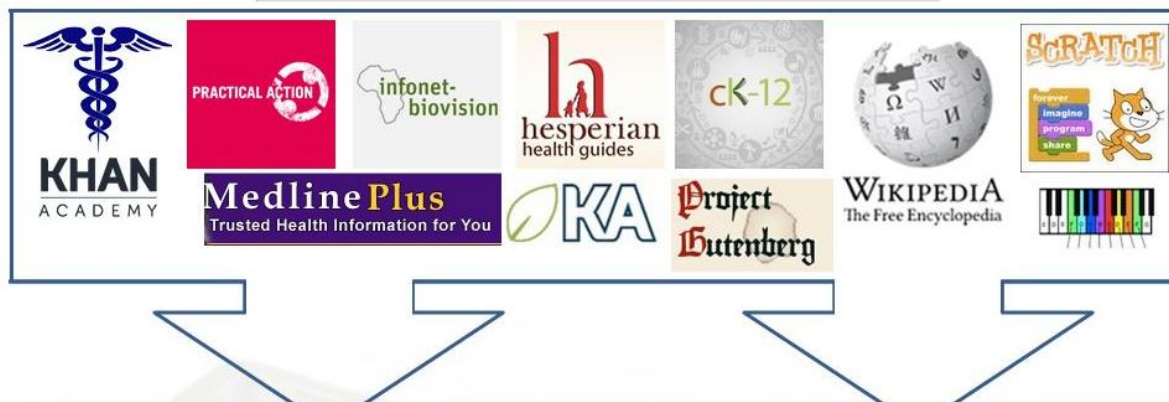 KHAN
ACADEMY
PRACTICAL ACTION
infonet-
biovision
hesperian
health guides
cK-12
WIKIPEDIA
The Free Encyclopedia
SCRATCH
forever
imagine
program
share
MedlinePlus
Trusted Health Information for You
KA
Project
Gutenberg
Ω
W
И
維